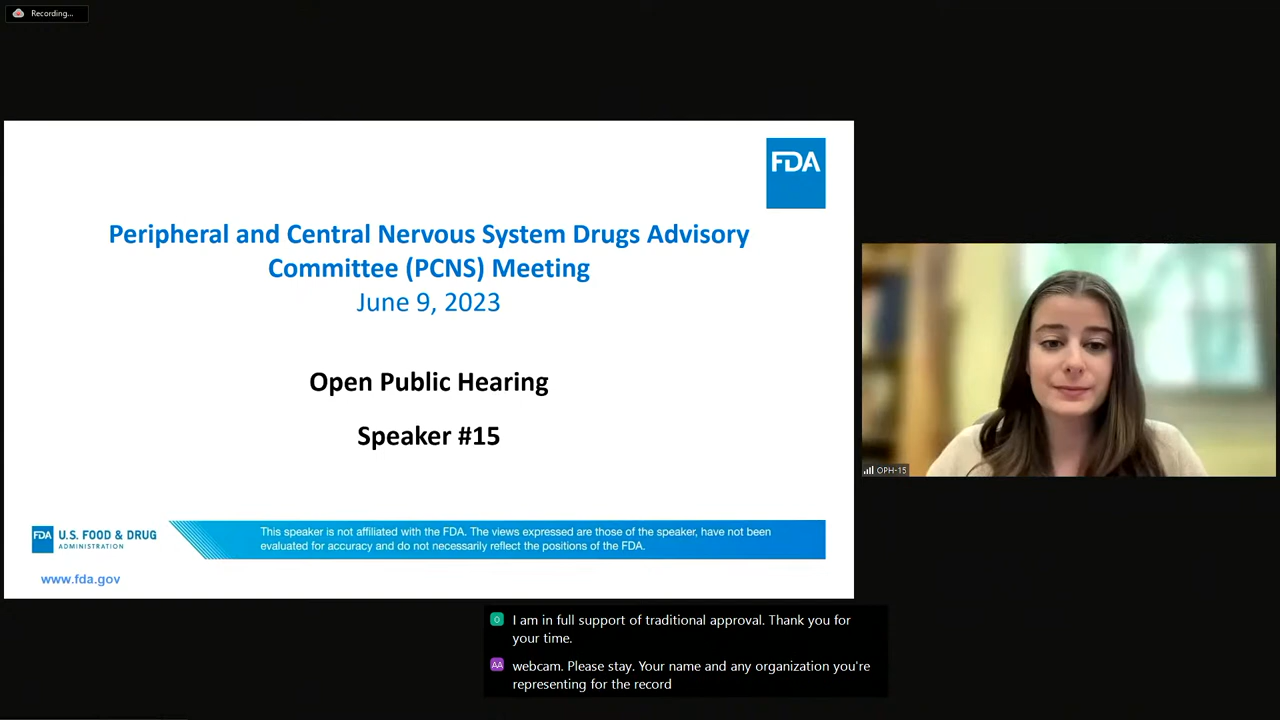 Recording...
FDA
Peripheral and Central Nervous System Drugs Advisory
Committee (PCNS) Meeting
June 9, 2023
Open Public Hearing
Speaker #15
FDA U.S. FOOD & DRUG
ADMINISTRATION
This speaker is not affiliated with the FDA. The views expressed are those of the speaker, have not been
evaluated for accuracy and do not necessarily reflect the positions of the FDA.
www.fda.gov
OPH-15
O I am in full support of traditional approval. Thank you for
your time.
AA webcam. Please stay. Your name and any organization you're
representing for the record